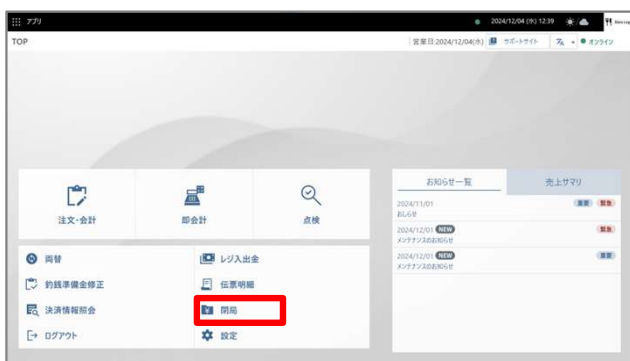 アプリ
2024/12/04 (水) 12:39
TOP
営業日:2024/12/04(水)
サポートサイト
オンライン
注文・会計
即会計
点検
お知らせ一覧
売上サマリ
2024/11/01
重要
緊急
おしらせ
2024/12/01 NEW
緊急
メンテナンスのお知らせ
2024/12/01 NEW
重要
メンテナンスのお知らせ
両替
レジ入出金
釣銭準備金修正
伝票明細
決済情報照会
閉局
ログアウト
設定